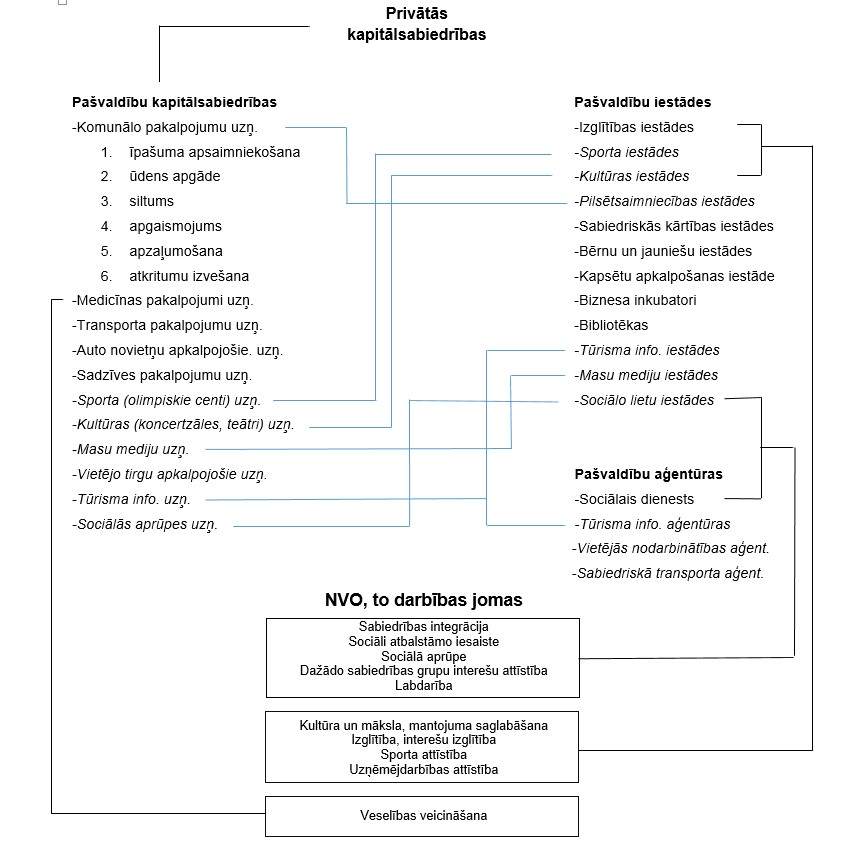 Privātās
kapitālsabiedrības
Pašvaldību kapitālsabiedrības
-Komunālo pakalpojumu uzņ.
1. īpašuma apsaimniekošana
2. ūdens apgāde
3. siltums
4. apgaismojums
5. apzaļumošana
6. atkritumu izvešana
-Medicīnas pakalpojumi uzņ.
-Transporta pakalpojumu uzņ.
-Auto novietņu apkalpojošie. uzņ.
-Sadzīves pakalpojumu uzņ.
-Sporta (olimpiskie centi) uzņ.
-Kultūras (koncertzāles, teātri) uzņ.
-Masu mediju uzņ.
-Vietējo tirgu apkalpojošie uzņ.
-Tūrisma info. uzņ.
-Sociālās aprūpes uzņ.
Pašvaldību iestādes
-Izglītības iestādes
-Sporta iestādes
-Kultūras iestādes
-Pilsētsaimniecības iestādes
-Sabiedriskās kārtības iestādes
-Bērnu un jauniešu iestādes
-Kapsētu apkalpošanas iestāde
-Biznesa inkubatori
-Bibliotēkas
-Tūrisma info. iestādes
-Masu mediju iestādes
-Sociālo lietu iestādes
Pašvaldību aģentūras
-Sociālais dienests
-Tūrisma info. aģentūras
-Vietējās nodarbinātības aģent.
-Sabiedriskā transporta aģent.
NVO, to darbības jomas
Sabiedrības integrācija
Sociāli atbalstāmo iesaiste
Sociālā aprūpe
Dažādo sabiedrības grupu interešu attīstība
Labdarība
Kultūra un māksla, mantojuma saglabāšana
Izglītība, interešu izglītība
Sporta attīstība
Uzņēmējdarbības attīstība
Veselības veicināšana